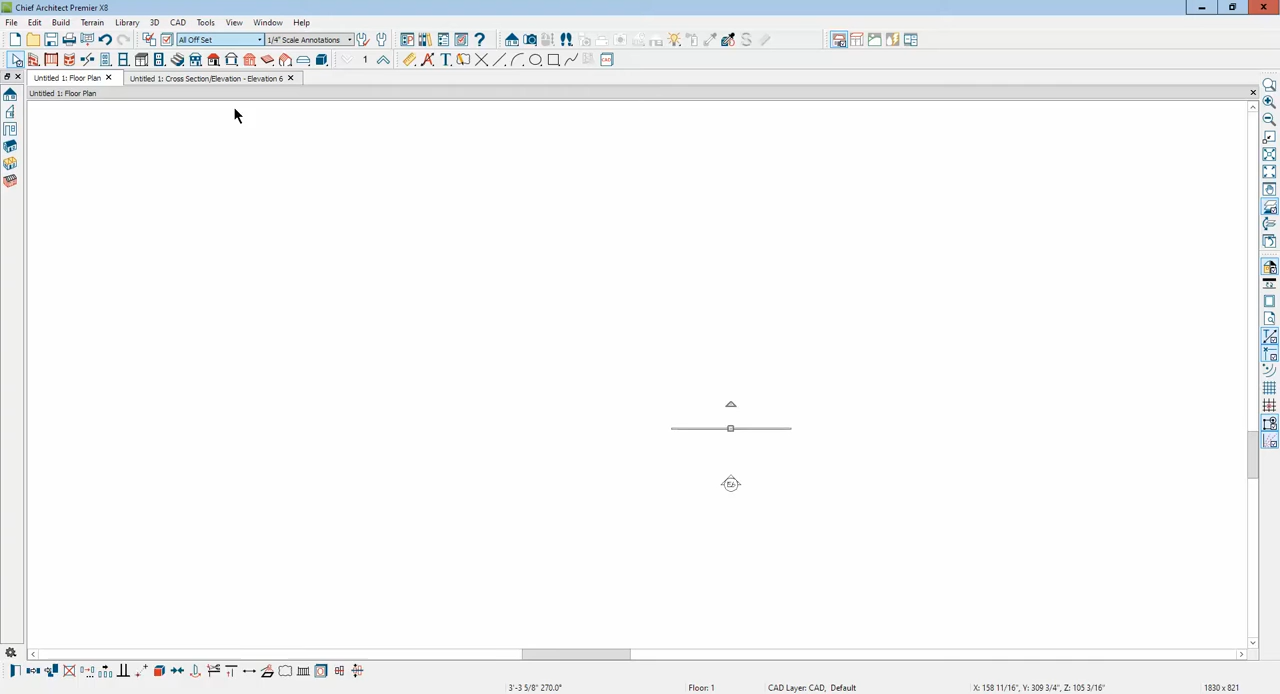 Chief Architect Premier X8
File Edit Build Terrain Library 3D CAD Tools View Window Help
All Off Set 1/4" Scale Annotations
1
Untitled 1: Floor Plan Untitled 1: Cross Section/Elevation - Elevation 6
Untitled 1: Floor Plan
3'-3 5/8" 270.0° Floor: 1 CAD Layer: CAD, Default X: 158 11/16", Y: 309 3/4", Z: 105 3/16" 1830 x 821